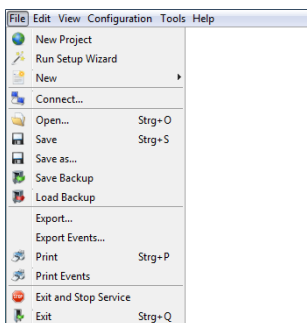 File Edit View Configuration Tools Help
New Project
Run Setup Wizard
New
Connect...
Open... Strg+O
Save Strg+S
Save as...
Save Backup
Load Backup
Export...
Export Events...
Print Strg+P
Print Events
Exit and Stop Service
Exit Strg+Q